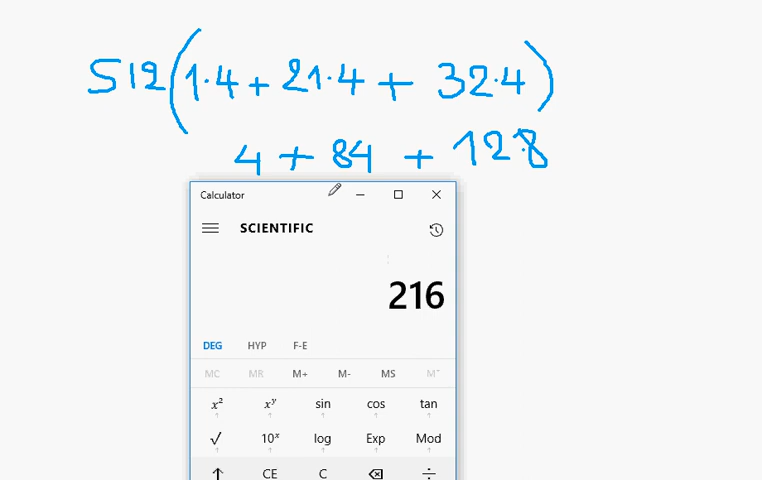 512(1·4 + 21·4 + 32·4)
4 + 84 + 128
Calculator
SCIENTIFIC
216
DEG HYP F-E
MC MR M+ M- MS M˅
x² xʸ sin cos tan
√ 10ˣ log Exp Mod
↑ CE C ⌫ ÷